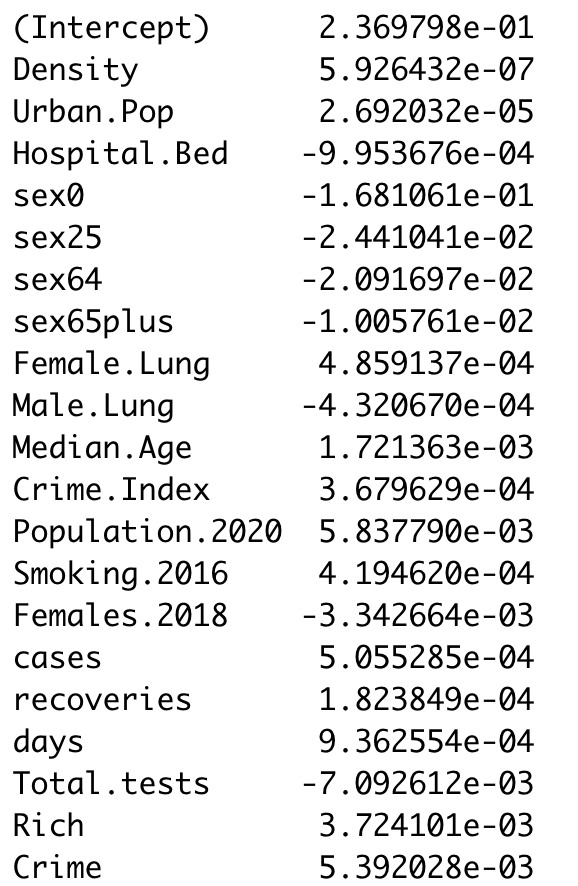 (Intercept) 2.369798e-01
Density 5.926432e-07
Urban.Pop 2.692032e-05
Hospital.Bed -9.953676e-04
sex0 -1.681061e-01
sex25 -2.441041e-02
sex64 -2.091697e-02
sex65plus -1.005761e-02
Female.Lung 4.859137e-04
Male.Lung -4.320670e-04
Median.Age 1.721363e-03
Crime.Index 3.679629e-04
Population.2020 5.837790e-03
Smoking.2016 4.194620e-04
Females.2018 -3.342664e-03
cases 5.055285e-04
recoveries 1.823849e-04
days 9.362554e-04
Total.tests -7.092612e-03
Rich 3.724101e-03
Crime 5.392028e-03